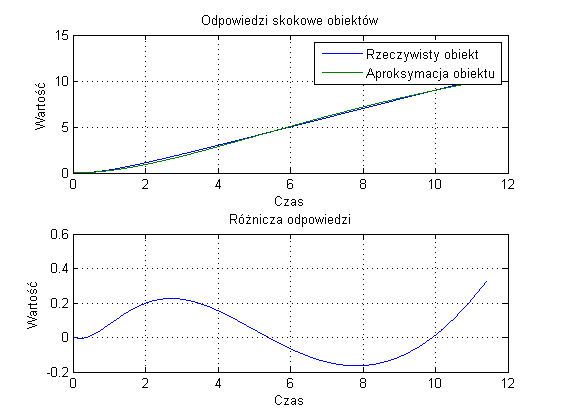 Odpowiedzi skokowe obiektów
15
10
5
0
Wartość
Rzeczywisty obiekt
Aproksymacja obiektu
0 2 4 6 8 10 12
Czas
Różnicza odpowiedzi
0.6
0.4
0.2
0
-0.2
Wartość
0 2 4 6 8 10 12
Czas